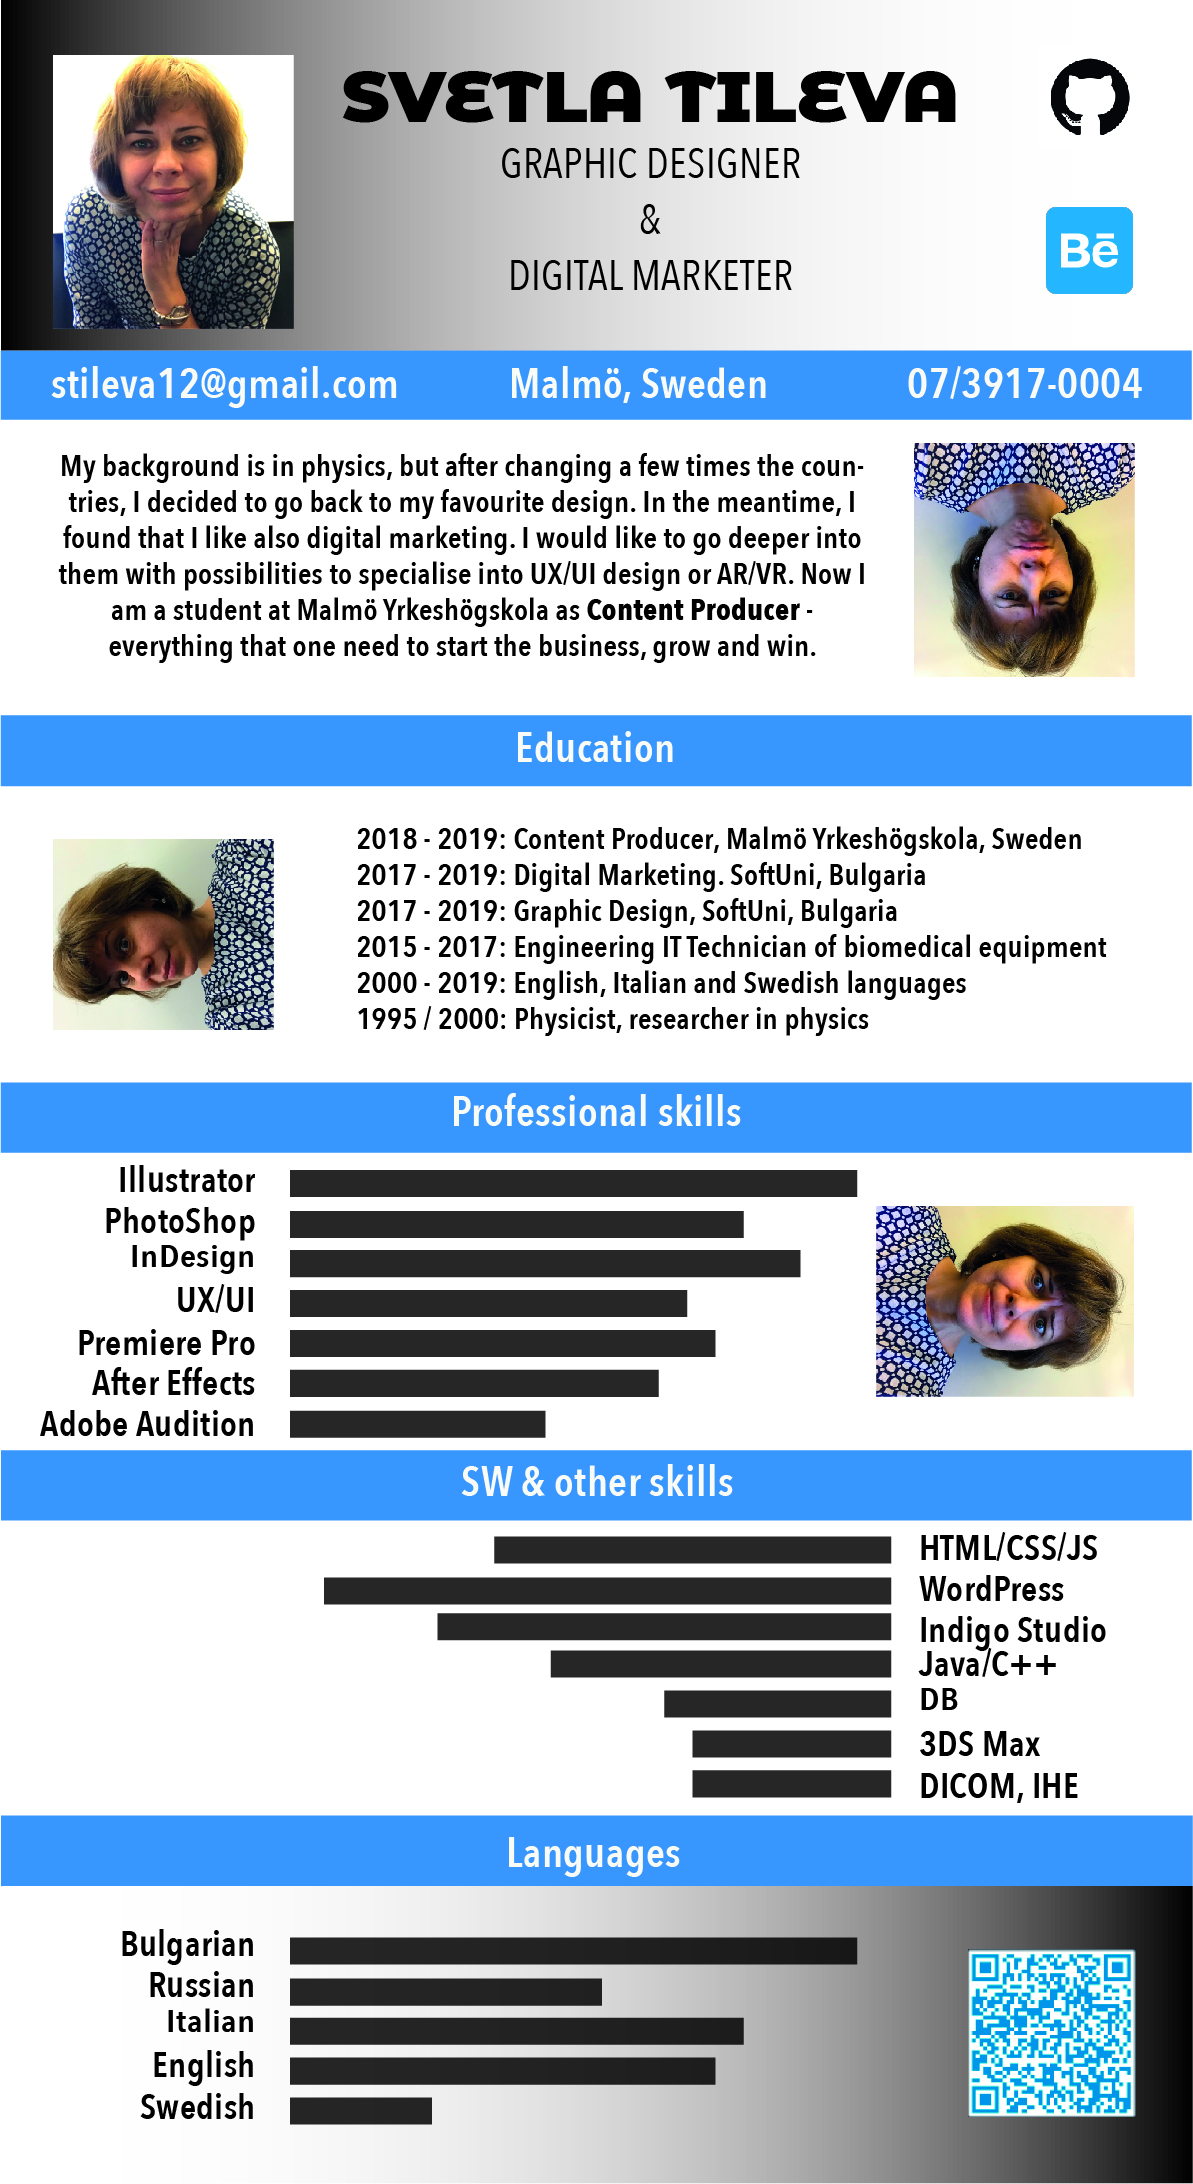 SVETLA TILEVA
GRAPHIC DESIGNER
&
DIGITAL MARKETER
Bē
stileva12@gmail.com Malmö, Sweden 07/3917-0004
My background is in physics, but after changing a few times the coun-
tries, I decided to go back to my favourite design. In the meantime, I
found that I like also digital marketing. I would like to go deeper into
them with possibilities to specialise into UX/UI design or AR/VR. Now I
am a student at Malmö Yrkeshögskola as Content Producer -
everything that one need to start the business, grow and win.
Education
2018 - 2019: Content Producer, Malmö Yrkeshögskola, Sweden
2017 - 2019: Digital Marketing. SoftUni, Bulgaria
2017 - 2019: Graphic Design, SoftUni, Bulgaria
2015 - 2017: Engineering IT Technician of biomedical equipment
2000 - 2019: English, Italian and Swedish languages
1995 / 2000: Physicist, researcher in physics
Professional skills
Illustrator
PhotoShop
InDesign
UX/UI
Premiere Pro
After Effects
Adobe Audition
SW & other skills
HTML/CSS/JS
WordPress
Indigo Studio
Java/C++
DB
3DS Max
DICOM, IHE
Languages
Bulgarian
Russian
Italian
English
Swedish